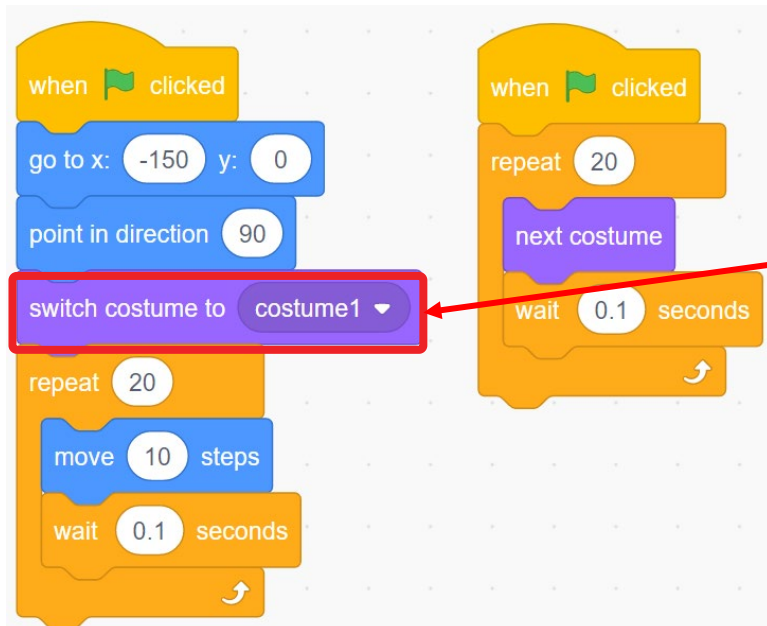 when clicked
go to x: -150 y: 0
point in direction 90
switch costume to costume1
repeat 20
move 10 steps
wait 0.1 seconds
when clicked
repeat 20
next costume
wait 0.1 seconds